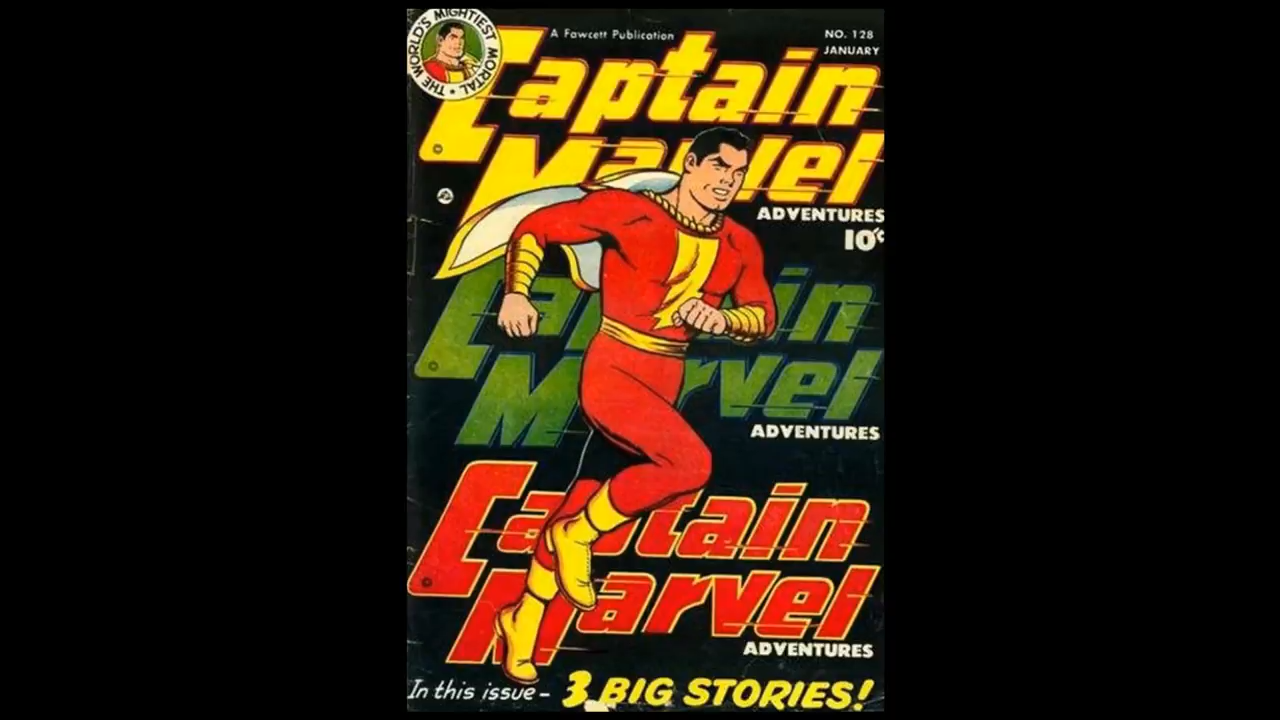 THE WORLD'S MIGHTIEST MORTAL
A Fawcett Publication
NO. 128
JANUARY
Captain
Marvel
ADVENTURES
10¢
Captain
Marvel
ADVENTURES
Captain
Marvel
ADVENTURES
In this issue- 3 BIG STORIES!